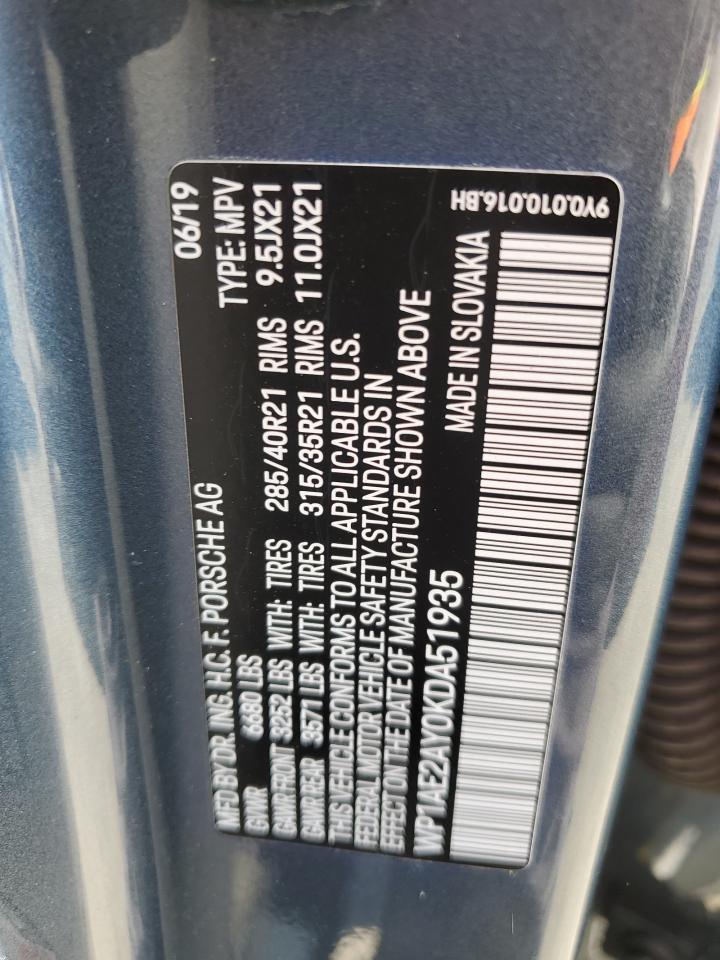 MFD BY DR. ING. H.C. F. PORSCHE AG 06/19
GVWR 6680 LBS TYPE: MPV
GAWR FRONT 3252 LBS WITH: TIRES 285/40R21 RIMS 9.5JX21
GAWR REAR 3571 LBS WITH: TIRES 315/35R21 RIMS 11.0JX21
THIS VEHICLE CONFORMS TO ALL APPLICABLE U.S.
FEDERAL MOTOR VEHICLE SAFETY STANDARDS IN
EFFECT ON THE DATE OF MANUFACTURE SHOWN ABOVE
WP1AE2AY0KDA51935 MADE IN SLOVAKIA
9Y0.010.016.BH